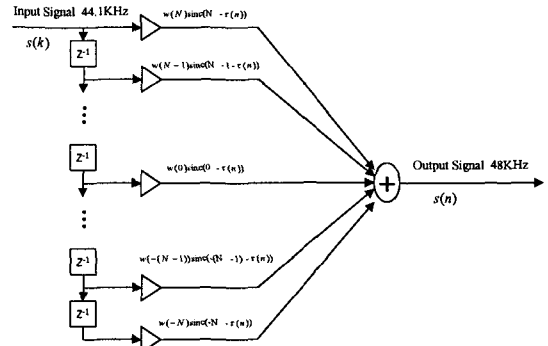 Input Signal 44.1KHz
w(N)sinc(N - τ(n))
s(k)
z-1
w(N-1)sinc(N -1-τ(n))
z-1
w(0)sinc(0 -τ(n))
+
Output Signal 48KHz
s(n)
z-1
w(-(N-1))sinc(-(N -1)-τ(n))
z-1
w(-N)sinc(-N -τ(n))